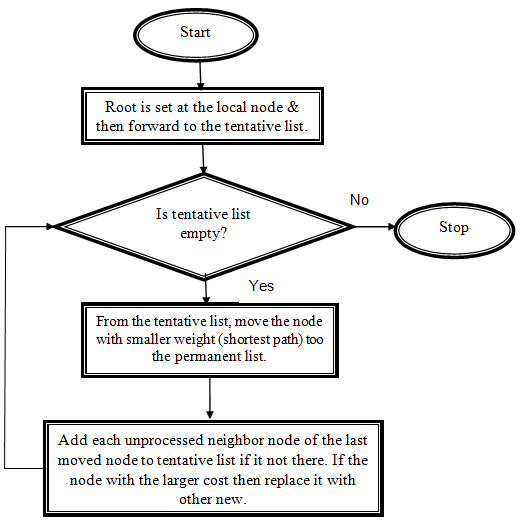 Start
Root is set at the local node &
then forward to the tentative list.
Is tentative list
empty?
No
Stop
Yes
From the tentative list, move the node
with smaller weight (shortest path) too
the permanent list.
Add each unprocessed neighbor node of the last
moved node to tentative list if it not there. If the
node with the larger cost then replace it with
other new.